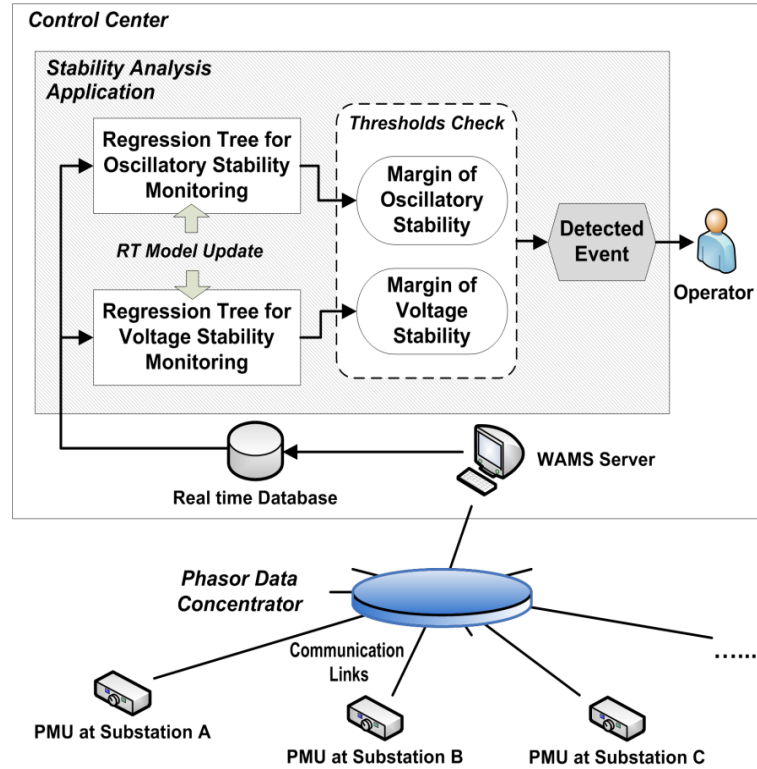 Control Center
Stability Analysis
Application
Regression Tree for
Oscillatory Stability
Monitoring
RT Model Update
Regression Tree for
Voltage Stability
Monitoring
Thresholds Check
Margin of
Oscillatory
Stability
Margin of
Voltage
Stability
Detected
Event
Operator
Real time Database
WAMS Server
Phasor Data
Concentrator
Communication
Links
......
PMU at Substation A
PMU at Substation B
PMU at Substation C